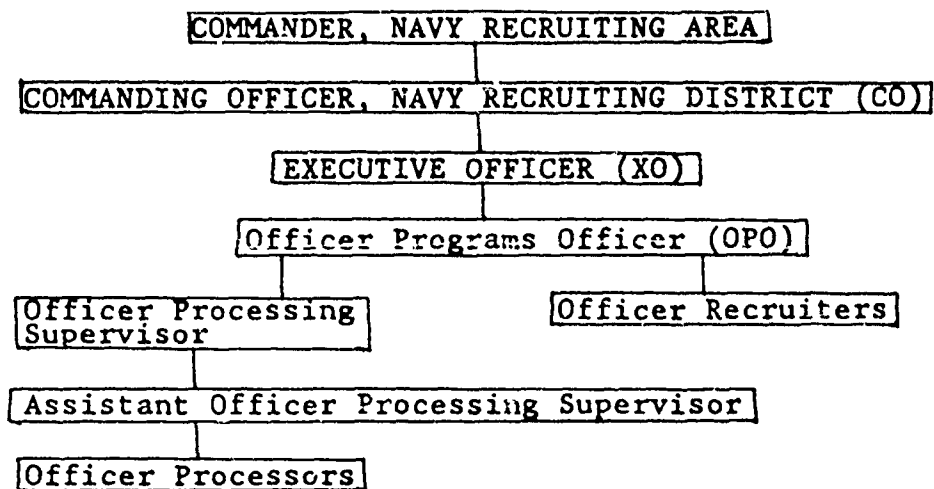 COMMANDER, NAVY RECRUITING AREA
COMMANDING OFFICER, NAVY RECRUITING DISTRICT (CO)
EXECUTIVE OFFICER (XO)
Officer Programs Officer (OPO)
Officer Processing
Supervisor
Officer Recruiters
Assistant Officer Processing Supervisor
Officer Processors